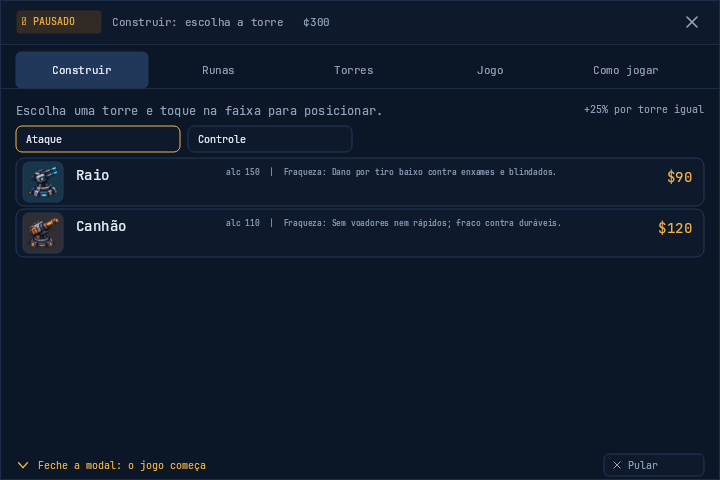 PAUSADO Construir: escolha a torre $300
Construir Runas Torres Jogo Como jogar
Escolha uma torre e toque na faixa para posicionar. +25% por torre igual
Ataque Controle
Raio alc 150 | Fraqueza: Dano por tiro baixo contra enxames e blindados. $90
Canhão alc 110 | Fraqueza: Sem voadores nem rápidos; fraco contra duráveis. $120
Feche a modal: o jogo começa Pular